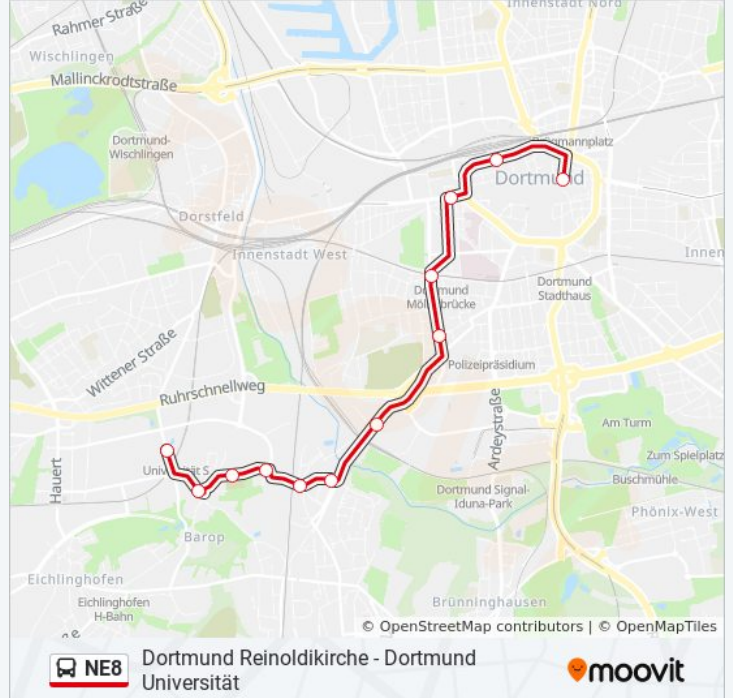 Innenstadt Nord
Rahmer Straße
Wischlingen
Mallinckrodtstraße
Dortmund-
Wischlingen
Dortmund
Dorstfeld
Innenstadt West
Innen
Dortmund
Stadthaus
Wittener Straße
Polizeipräsidium
Ruhrschnellweg
Ardeystraße
Am Turm
Hauert
Zum Spielplatz
Buschmühle
Dortmund Signal-
Iduna-Park
Phönix-West
Barop
Eichlinghofen
Eichlinghofen
H-Bahn
Brünninghausen
© OpenStreetMap contributors | © OpenMapTiles
NE8
Dortmund Reinoldikirche - Dortmund
Universität
moovit